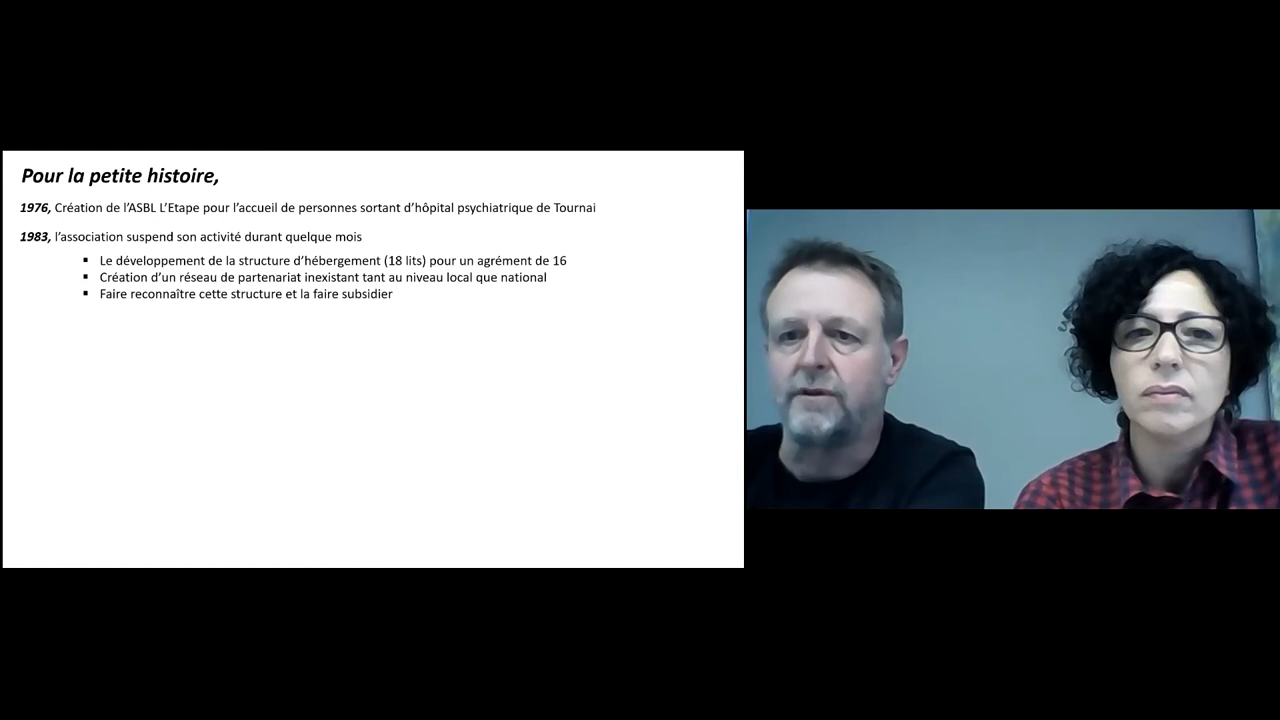 Pour la petite histoire,
1976, Création de l'ASBL L'Etape pour l'accueil de personnes sortant d'hôpital psychiatrique de Tournai
1983, l'association suspend son activité durant quelque mois
▪ Le développement de la structure d'hébergement (18 lits) pour un agrément de 16
▪ Création d'un réseau de partenariat inexistant tant au niveau local que national
▪ Faire reconnaître cette structure et la faire subsidier